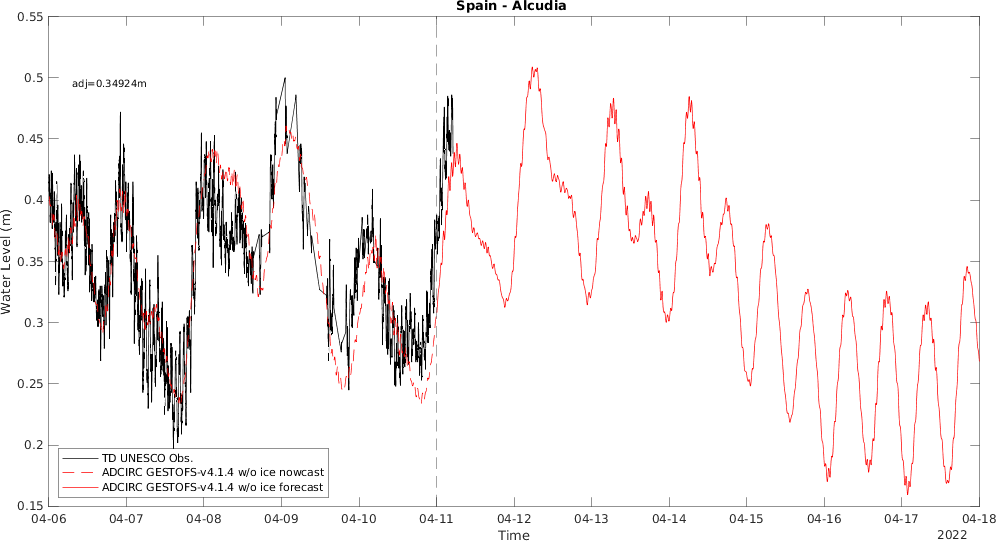 Spain - Alcudia
0.55
0.5
0.45
0.4
0.35
0.3
0.25
0.2
0.15
Water Level (m)
adj=0.34924m
TD UNESCO Obs.
ADCIRC GESTOFS-v4.1.4 w/o ice nowcast
ADCIRC GESTOFS-v4.1.4 w/o ice forecast
04-06 04-07 04-08 04-09 04-10 04-11 04-12 04-13 04-14 04-15 04-16 04-17 04-18
Time
2022